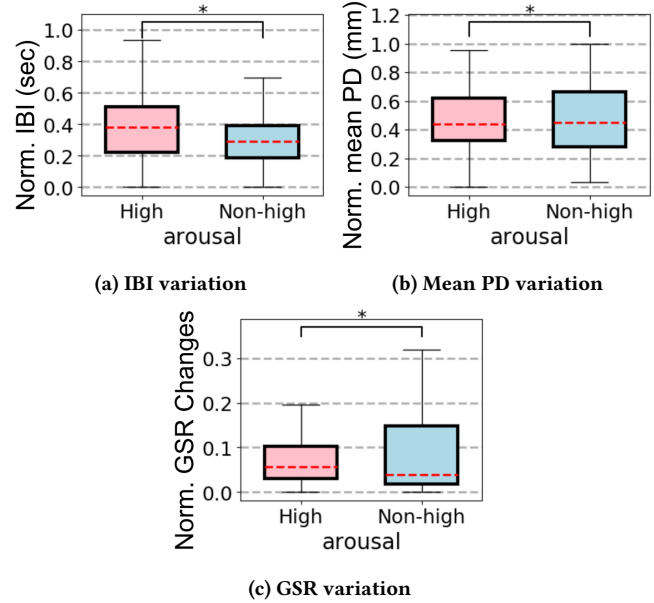 *
Norm. IBI (sec)
1.0
0.8
0.6
0.4
0.2
0.0
High
Non-high
arousal
(a) IBI variation
*
Norm. mean PD (mm)
1.2
1.0
0.8
0.6
0.4
0.2
0.0
High
Non-high
arousal
(b) Mean PD variation
*
Norm. GSR Changes
0.3
0.2
0.1
0.0
High
Non-high
arousal
(c) GSR variation